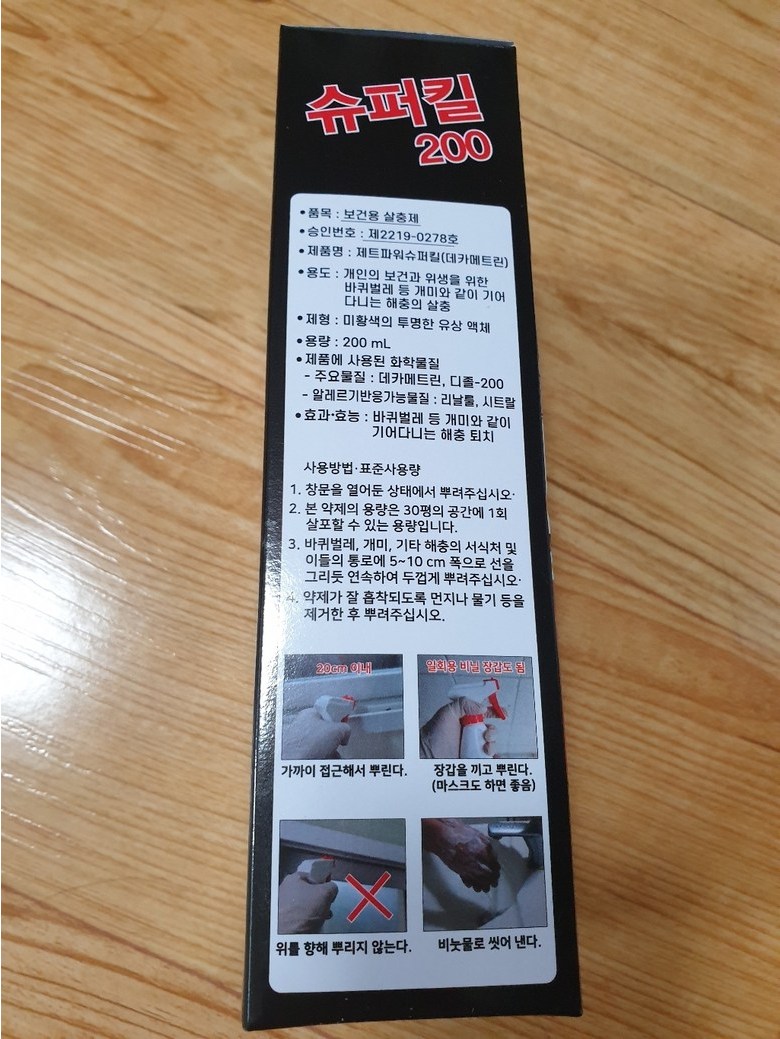 슈퍼킬
200
•품목 : 보건용 살충제
•승인번호 : 제2219-0278호
•제품명 : 제트파워슈퍼킬(데카메트린)
•용도 : 개인의 보건과 위생을 위한
바퀴벌레 등 개미와 같이 기어
다니는 해충의 살충
•제형 : 미황색의 투명한 유상 액체
•용량 : 200 mL
•제품에 사용된 화학물질
- 주요물질 : 데카메트린, 디졸-200
- 알레르기반응가능물질 : 리날툴, 시트랄
•효과·효능 : 바퀴벌레 등 개미와 같이
기어다니는 해충 퇴치
사용방법·표준사용량
1. 창문을 열어둔 상태에서 뿌려주십시오·
2. 본 약제의 용량은 30평의 공간에 1회
살포할 수 있는 용량입니다.
3. 바퀴벌레, 개미, 기타 해충의 서식처 및
이들의 통로에 5~10 cm 폭으로 선을
그리듯 연속하여 두껍게 뿌려주십시오·
4. 약제가 잘 흡착되도록 먼지나 물기 등을
제거한 후 뿌려주십시오.
20cm 이내
일회용 비닐 장갑도 됨
가까이 접근해서 뿌린다.
장갑을 끼고 뿌린다.
(마스크도 하면 좋음)
위를 향해 뿌리지 않는다.
비눗물로 씻어 낸다.